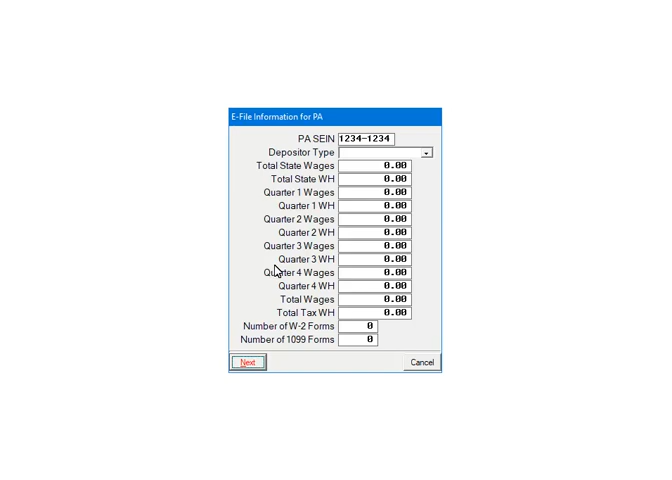 E-File Information for PA
PA SEIN 1234-1234
Depositor Type
Total State Wages 0.00
Total State WH 0.00
Quarter 1 Wages 0.00
Quarter 1 WH 0.00
Quarter 2 Wages 0.00
Quarter 2 WH 0.00
Quarter 3 Wages 0.00
Quarter 3 WH 0.00
Quarter 4 Wages 0.00
Quarter 4 WH 0.00
Total Wages 0.00
Total Tax WH 0.00
Number of W-2 Forms 0
Number of 1099 Forms 0
Next Cancel